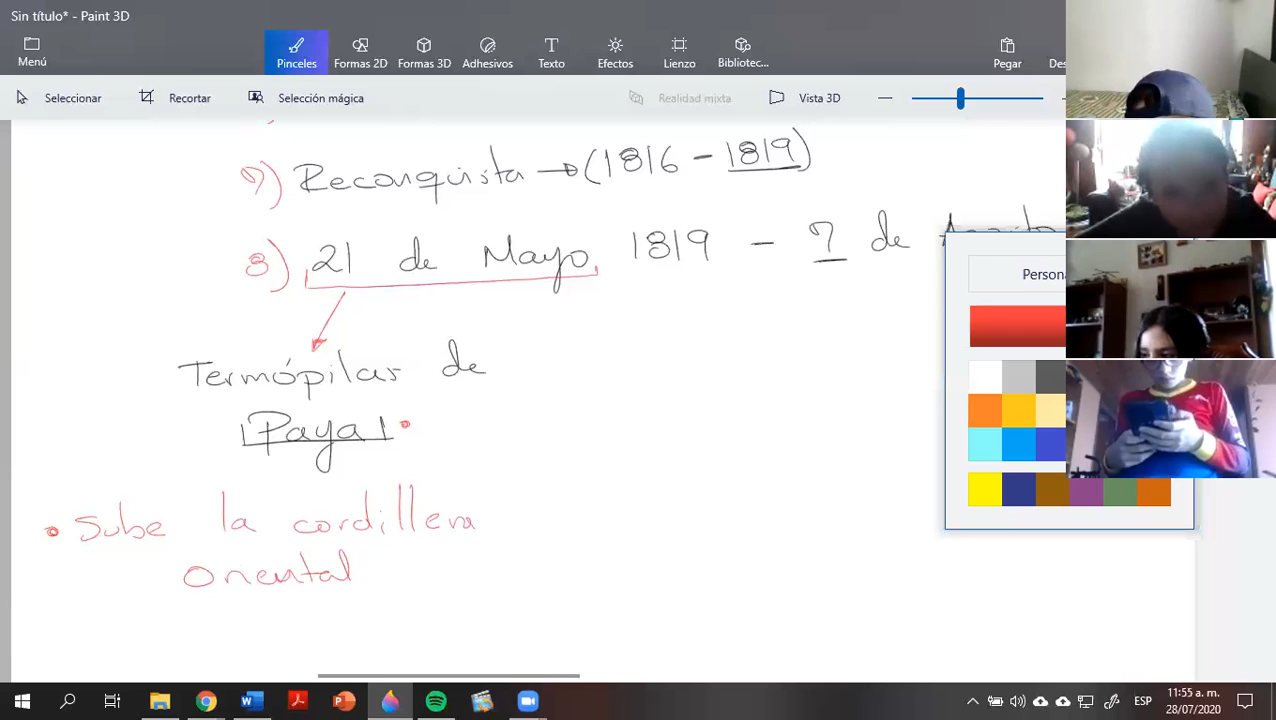 Sin título* - Paint 3D
Menú
Pinceles
Formas 2D
Formas 3D
Adhesivos
Texto
Efectos
Lienzo
Bibliotec...
Pegar
Des
Seleccionar
Recortar
Selección mágica
Realidad mixta
Vista 3D
7) Reconquista → (1816 - 1819)
8) 21 de Mayo 1819 - 7 de
Persona
Termópilas de
Paya
• Sube la cordillera
Oriental
ESP
11:55 a. m.
28/07/2020